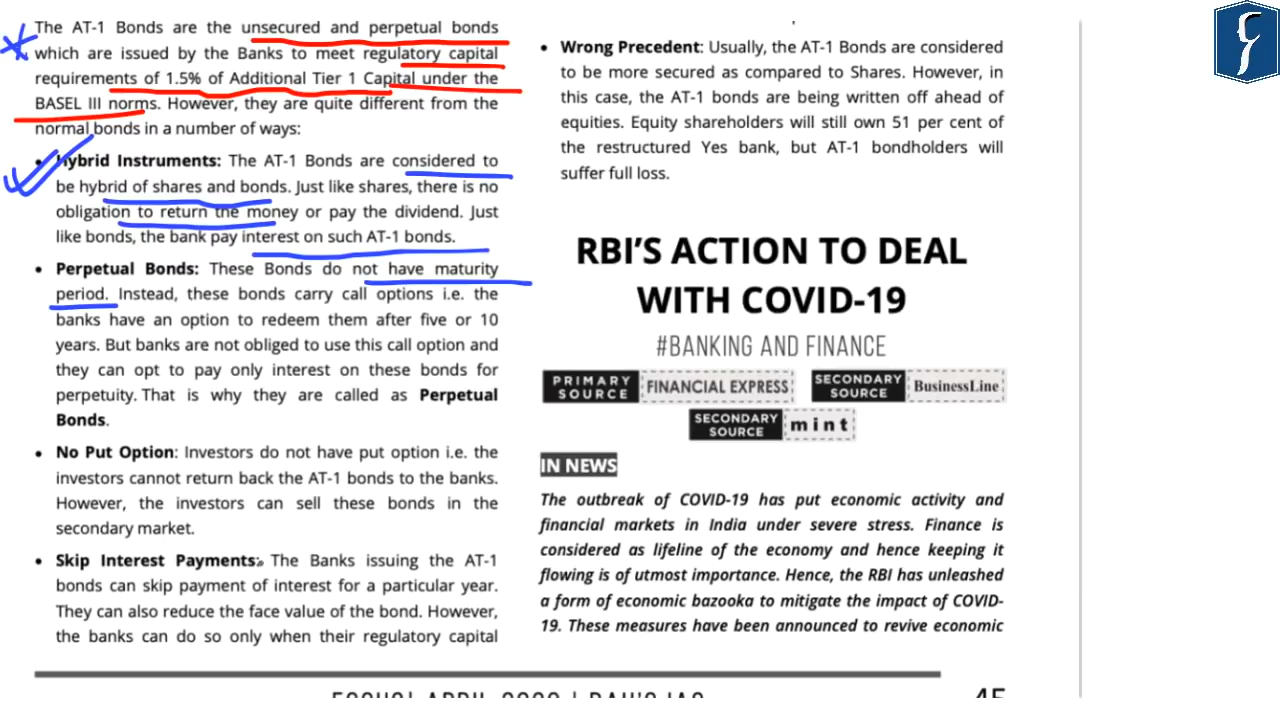 The AT-1 Bonds are the unsecured and perpetual bonds
which are issued by the Banks to meet regulatory capital
requirements of 1.5% of Additional Tier 1 Capital under the
BASEL III norms. However, they are quite different from the
normal bonds in a number of ways:
• Hybrid Instruments: The AT-1 Bonds are considered to
be hybrid of shares and bonds. Just like shares, there is no
obligation to return the money or pay the dividend. Just
like bonds, the bank pay interest on such AT-1 bonds.
• Perpetual Bonds: These Bonds do not have maturity
period. Instead, these bonds carry call options i.e. the
banks have an option to redeem them after five or 10
years. But banks are not obliged to use this call option and
they can opt to pay only interest on these bonds for
perpetuity. That is why they are called as Perpetual
Bonds.
• No Put Option: Investors do not have put option i.e. the
investors cannot return back the AT-1 bonds to the banks.
However, the investors can sell these bonds in the
secondary market.
• Skip Interest Payments: The Banks issuing the AT-1
bonds can skip payment of interest for a particular year.
They can also reduce the face value of the bond. However,
the banks can do so only when their regulatory capital
• Wrong Precedent: Usually, the AT-1 Bonds are considered
to be more secured as compared to Shares. However, in
this case, the AT-1 bonds are being written off ahead of
equities. Equity shareholders will still own 51 per cent of
the restructured Yes bank, but AT-1 bondholders will
suffer full loss.
RBI'S ACTION TO DEAL
WITH COVID-19
#BANKING AND FINANCE
PRIMARY SOURCE FINANCIAL EXPRESS SECONDARY SOURCE BusinessLine
SECONDARY SOURCE mint
IN NEWS
The outbreak of COVID-19 has put economic activity and
financial markets in India under severe stress. Finance is
considered as lifeline of the economy and hence keeping it
flowing is of utmost importance. Hence, the RBI has unleashed
a form of economic bazooka to mitigate the impact of COVID-
19. These measures have been announced to revive economic